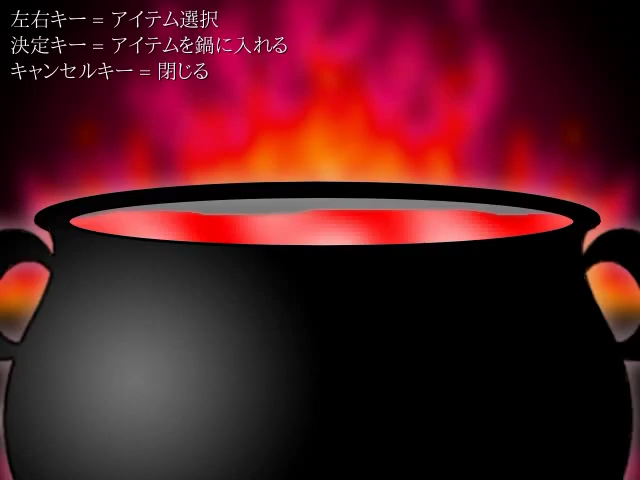 左右キー = アイテム選択
決定キー = アイテムを鍋に入れる
キャンセルキー = 閉じる